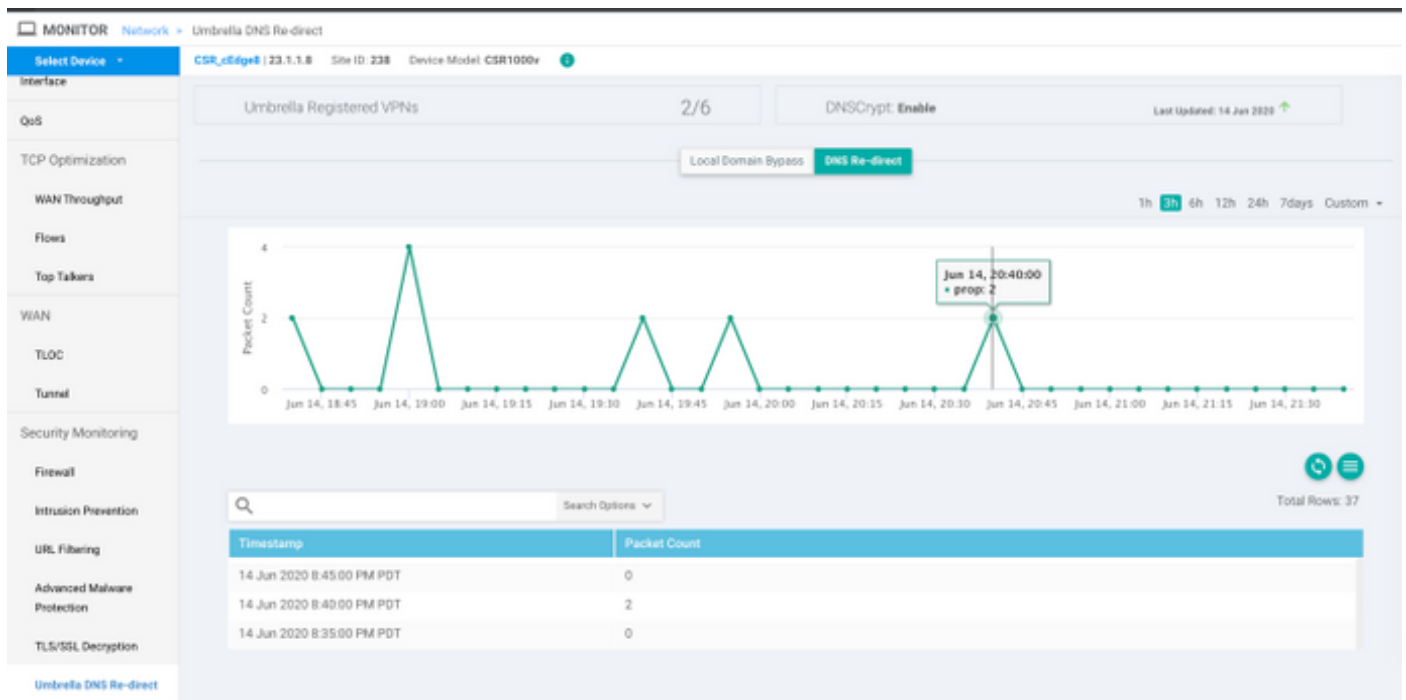 MONITOR Network > Umbrella DNS Re-direct
Select Device CSR_cEdge8 | 23.1.1.8 Site ID: 238 Device Model: CSR1000v
Interface
QoS
TCP Optimization
WAN Throughput
Flows
Top Talkers
WAN
TLOC
Tunnel
Security Monitoring
Firewall
Intrusion Prevention
URL Filtering
Advanced Malware
Protection
TLS/SSL Decryption
Umbrella DNS Re-direct
Umbrella Registered VPNs 2/6
DNSCrypt: Enable Last Updated: 14 Jun 2020
Local Domain Bypass DNS Re-direct
1h 3h 6h 12h 24h 7days Custom
Packet Count
4
2
0
Jun 14, 20:40:00
prop: 2
Jun 14, 18:45 Jun 14, 19:00 Jun 14, 19:15 Jun 14, 19:30 Jun 14, 19:45 Jun 14, 20:00 Jun 14, 20:15 Jun 14, 20:30 Jun 14, 20:45 Jun 14, 21:00 Jun 14, 21:15 Jun 14, 21:30
Search Options
Total Rows: 37
Timestamp Packet Count
14 Jun 2020 8:45:00 PM PDT 0
14 Jun 2020 8:40:00 PM PDT 2
14 Jun 2020 8:35:00 PM PDT 0